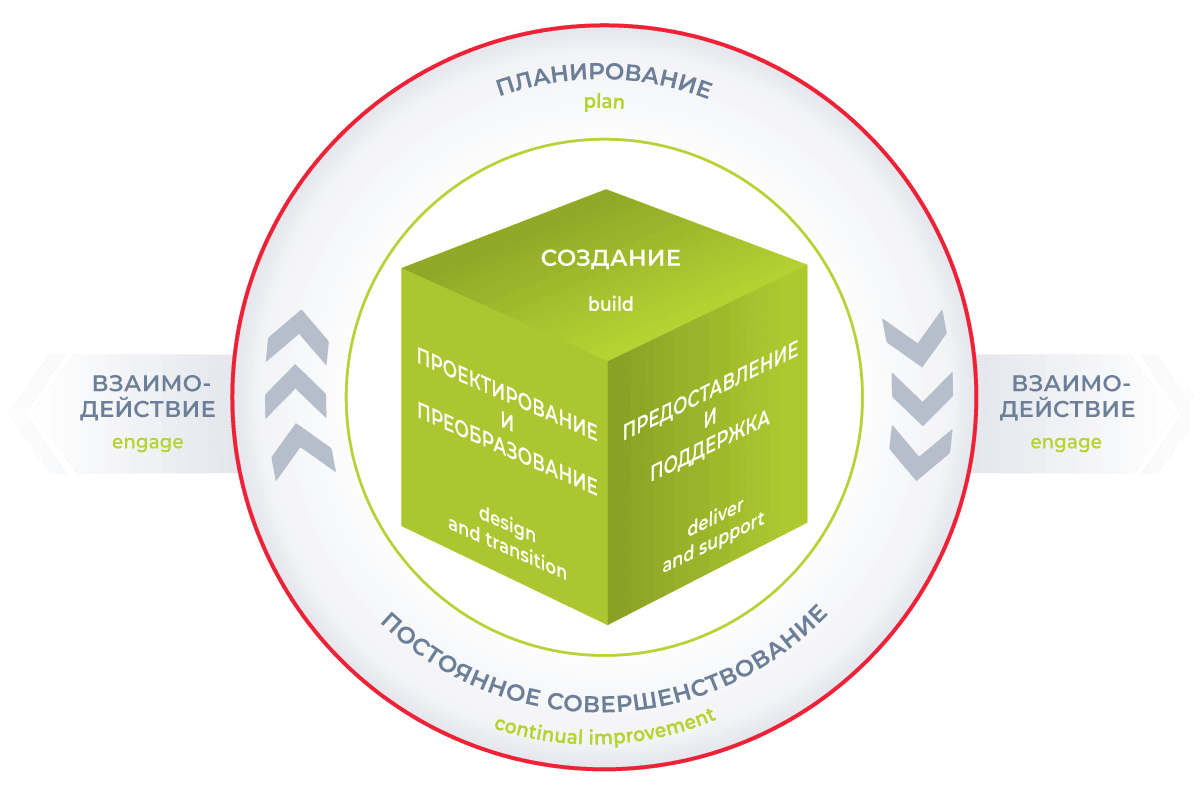 ПЛАНИРОВАНИЕ
plan
СОЗДАНИЕ
build
ВЗАИМО-
ДЕЙСТВИЕ
engage
ПРОЕКТИРОВАНИЕ
И
ПРЕОБРАЗОВАНИЕ
design
and transition
ПРЕДОСТАВЛЕНИЕ
И
ПОДДЕРЖКА
deliver
and support
ВЗАИМО-
ДЕЙСТВИЕ
engage
ПОСТОЯННОЕ СОВЕРШЕНСТВОВАНИЕ
continual improvement